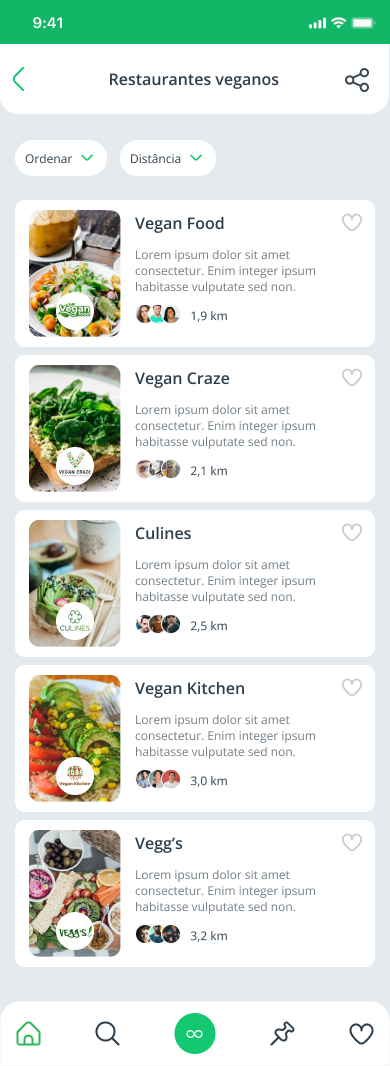 9:41
Restaurantes veganos
Ordenar
Distância
Vegan Food
Lorem ipsum dolor sit amet
consectetur. Enim integer ipsum
habitasse vulputate sed non.
Vegan
1,9 km
Vegan Craze
Lorem ipsum dolor sit amet
consectetur. Enim integer ipsum
habitasse vulputate sed non.
VEGAN CRAZE
2,1 km
Culines
Lorem ipsum dolor sit amet
consectetur. Enim integer ipsum
habitasse vulputate sed non.
CULINES
2,5 km
Vegan Kitchen
Lorem ipsum dolor sit amet
consectetur. Enim integer ipsum
habitasse vulputate sed non.
Vegan Kitchen
3,0 km
Vegg’s
Lorem ipsum dolor sit amet
consectetur. Enim integer ipsum
habitasse vulputate sed non.
VEGG'S
3,2 km